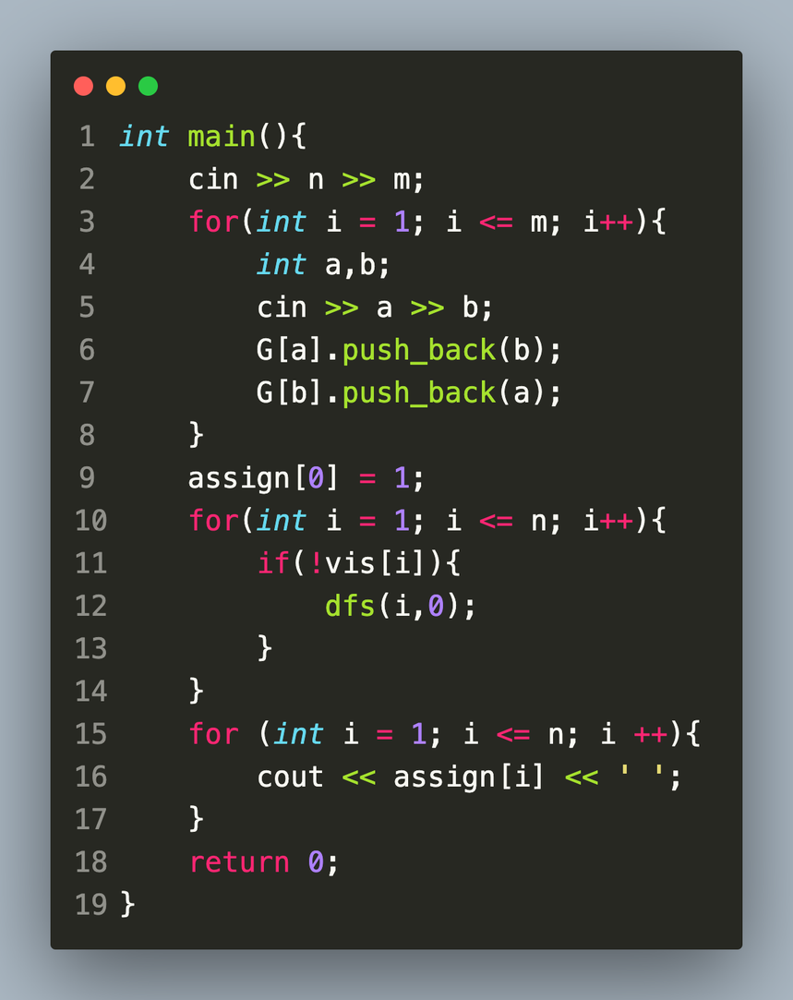 1 int main(){
2     cin >> n >> m;
3     for(int i = 1; i <= m; i++){
4         int a,b;
5         cin >> a >> b;
6         G[a].push_back(b);
7         G[b].push_back(a);
8     }
9     assign[0] = 1;
10     for(int i = 1; i <= n; i++){
11         if(!vis[i]){
12             dfs(i,0);
13         }
14     }
15     for (int i = 1; i <= n; i ++){
16         cout << assign[i] << ' ';
17     }
18     return 0;
19 }